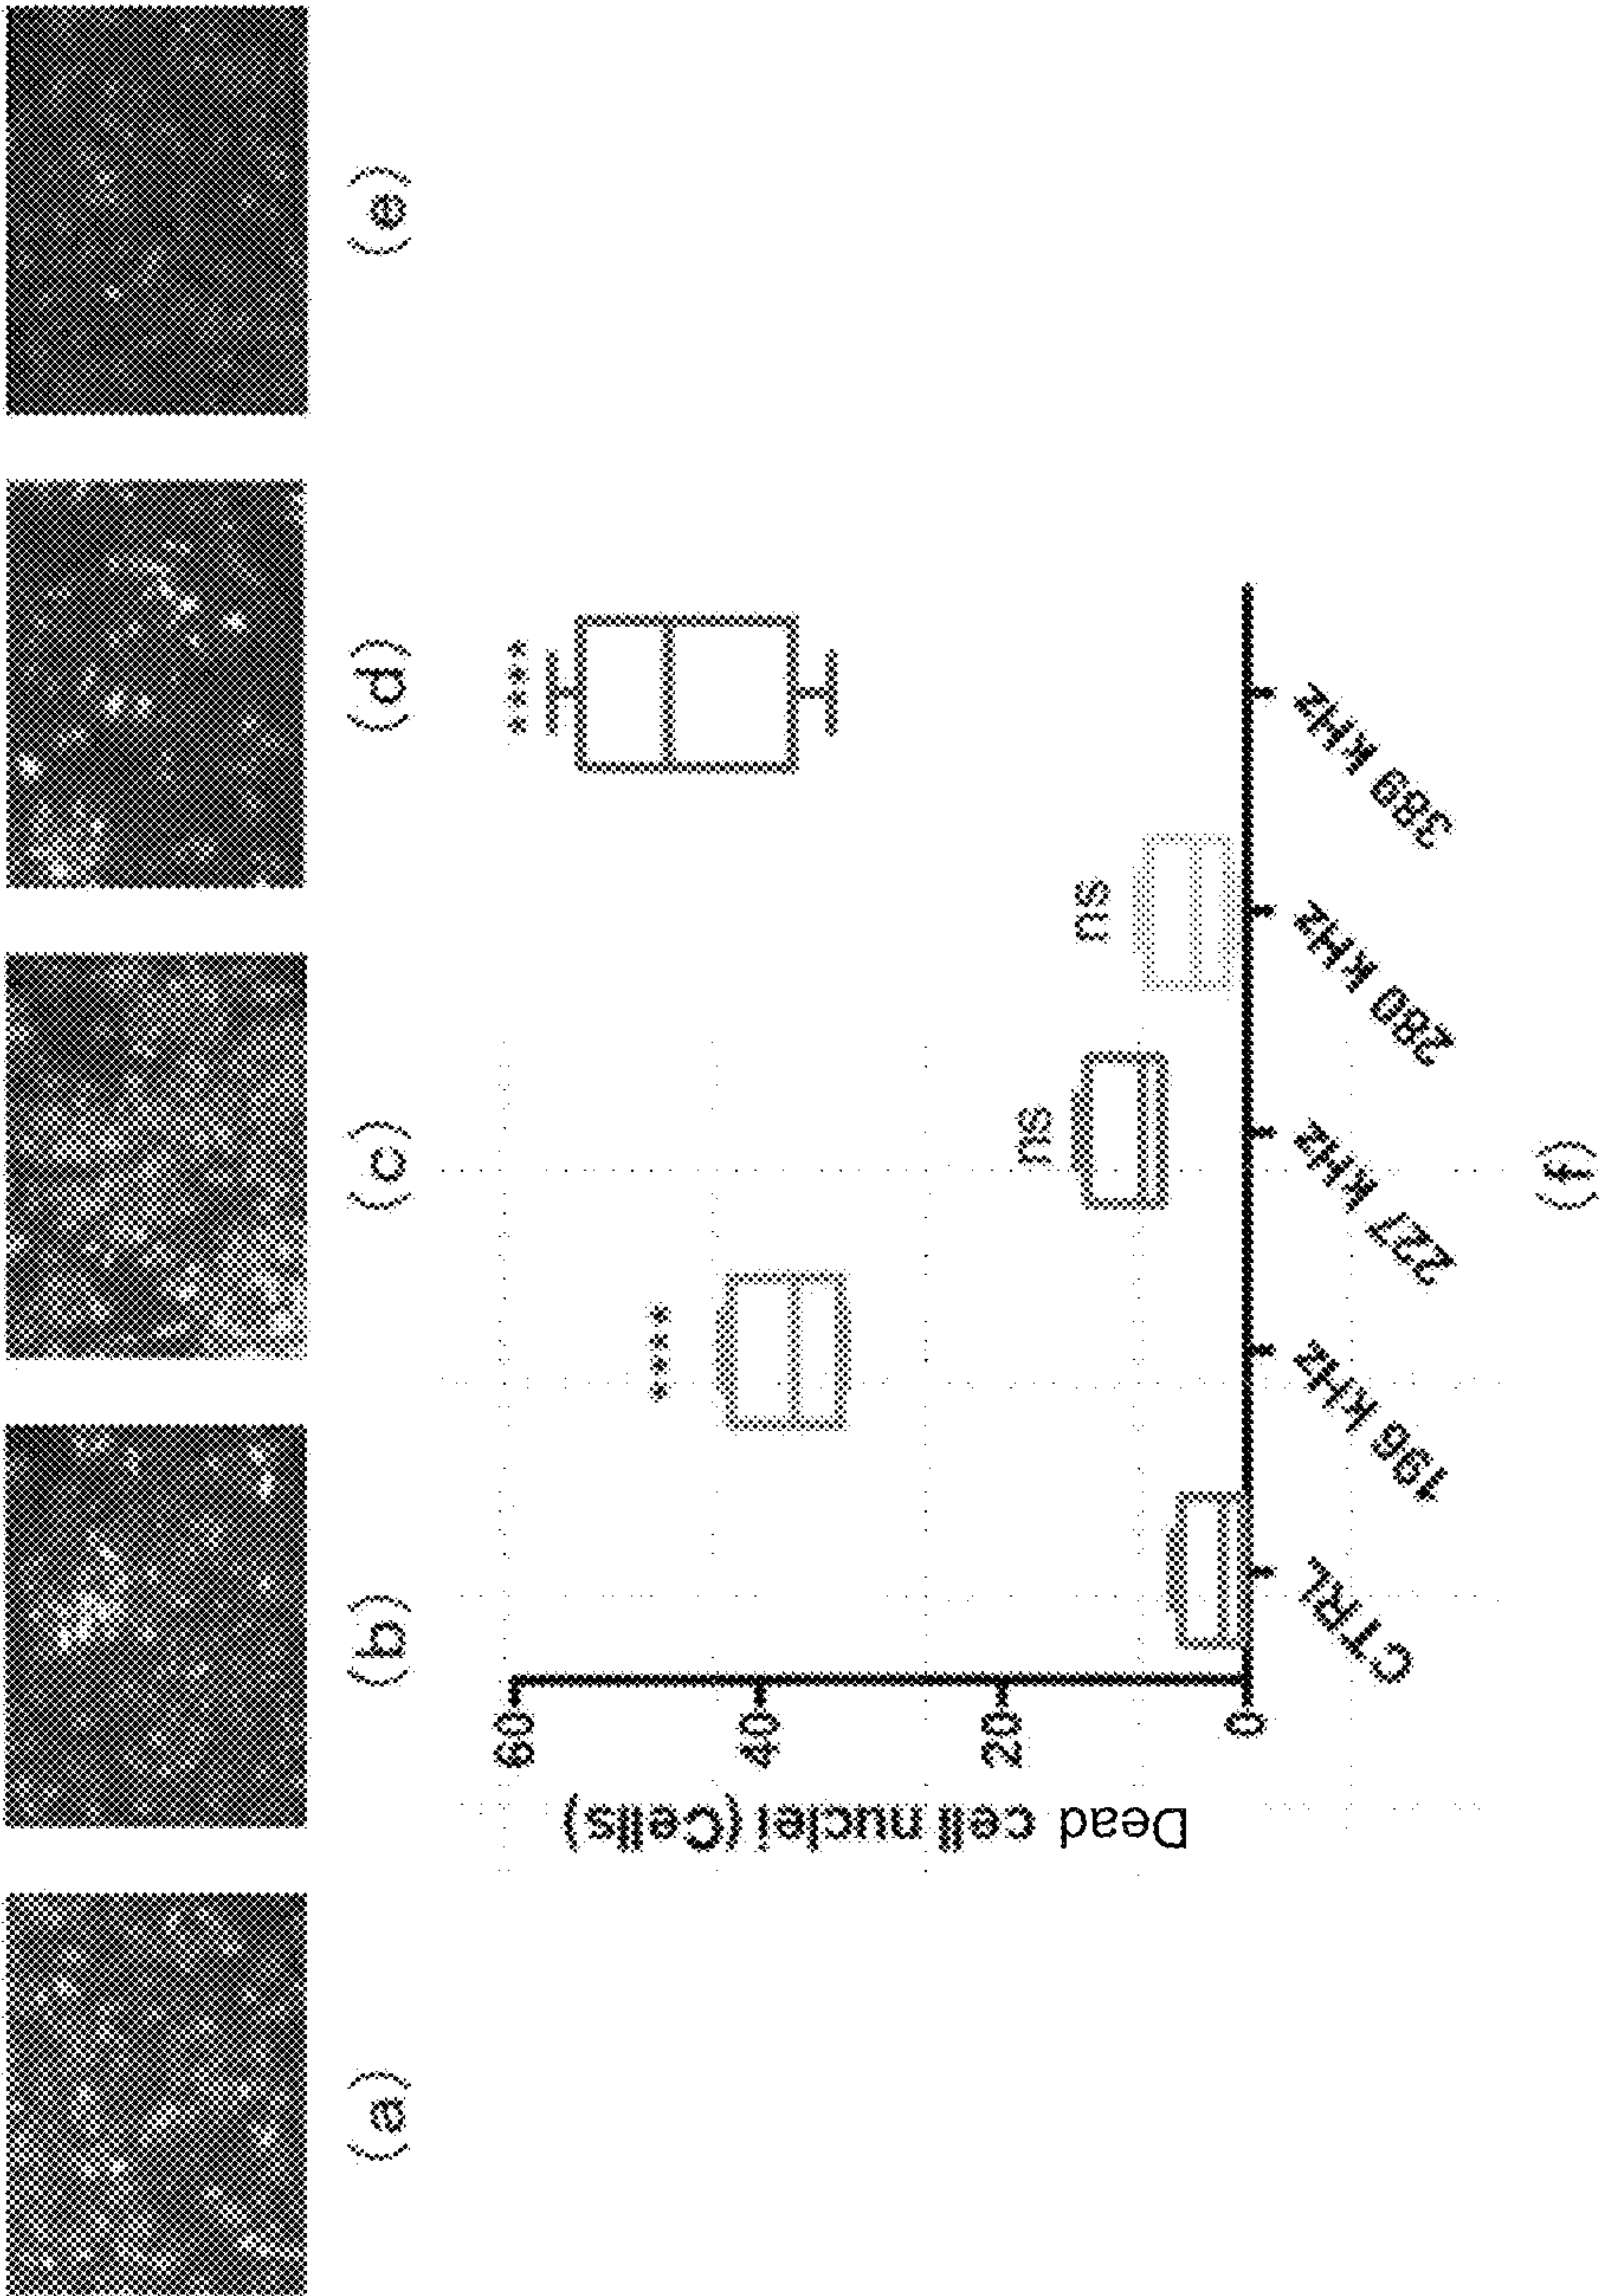 (a)
(b)
(c)
(d)
(e)
Dead cell nuclei (Cells)
60
40
20
0
****
ns
ns
****
CTRL
196 kHz
227 kHz
280 kHz
389 kHz
(f)